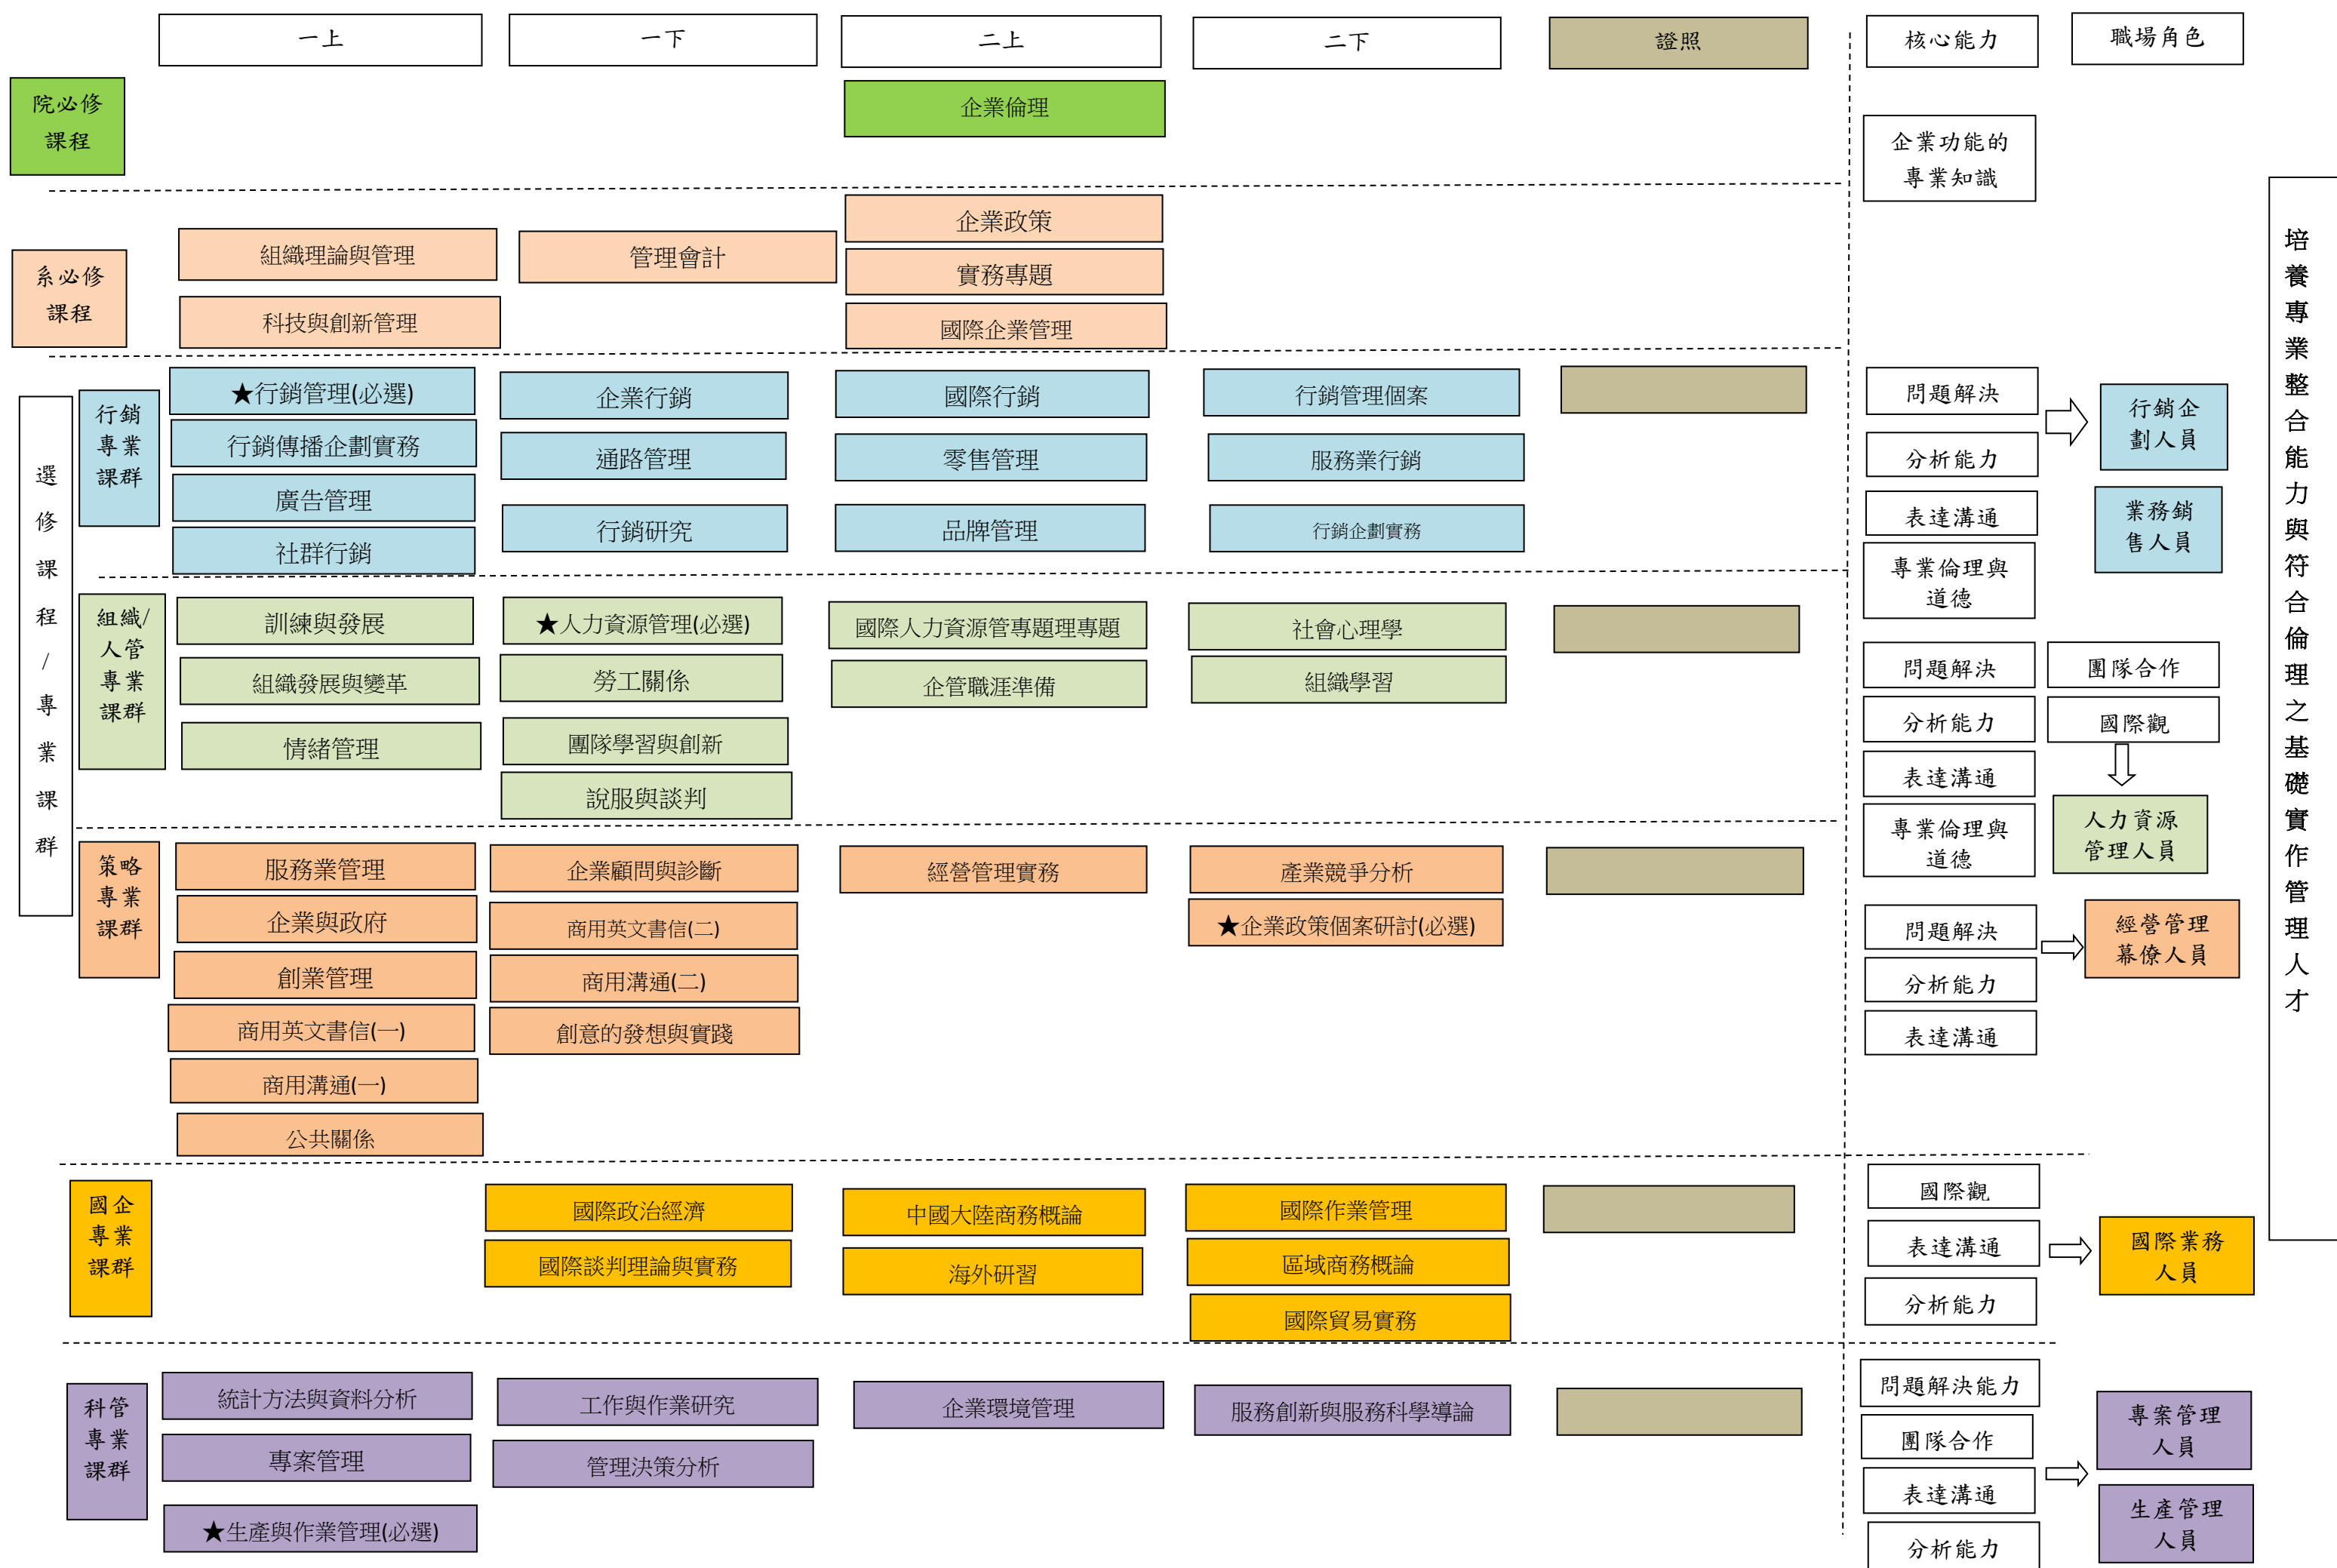 一上
一下
二上
二下
證照
核心能力
職場角色
院必修
課程
企業倫理
企業功能的
專業知識
系必修
課程
組織理論與管理
科技與創新管理
管理會計
企業政策
實務專題
國際企業管理
選修課程/專業課群
行銷
專業
課群
★行銷管理(必選)
行銷傳播企劃實務
廣告管理
社群行銷
企業行銷
通路管理
行銷研究
國際行銷
零售管理
品牌管理
行銷管理個案
服務業行銷
行銷企劃實務
問題解決
分析能力
表達溝通
專業倫理與
道德
行銷企
劃人員
業務銷
售人員
組織/
人管
專業
課群
訓練與發展
組織發展與變革
情緒管理
★人力資源管理(必選)
勞工關係
團隊學習與創新
說服與談判
國際人力資源管專題理專題
企管職涯準備
社會心理學
組織學習
問題解決
分析能力
表達溝通
專業倫理與
道德
團隊合作
國際觀
人力資源
管理人員
策略
專業
課群
服務業管理
企業與政府
創業管理
商用英文書信(一)
商用溝通(一)
公共關係
企業顧問與診斷
商用英文書信(二)
商用溝通(二)
創意的發想與實踐
經營管理實務
產業競爭分析
★企業政策個案研討(必選)
問題解決
分析能力
表達溝通
經營管理
幕僚人員
國企
專業
課群
國際政治經濟
國際談判理論與實務
中國大陸商務概論
海外研習
國際作業管理
區域商務概論
國際貿易實務
國際觀
表達溝通
分析能力
國際業務
人員
科管
專業
課群
統計方法與資料分析
專案管理
★生產與作業管理(必選)
工作與作業研究
管理決策分析
企業環境管理
服務創新與服務科學導論
問題解決能力
團隊合作
表達溝通
分析能力
專案管理
人員
生產管理
人員
培養專業整合能力與符合倫理之基礎實作管理人才